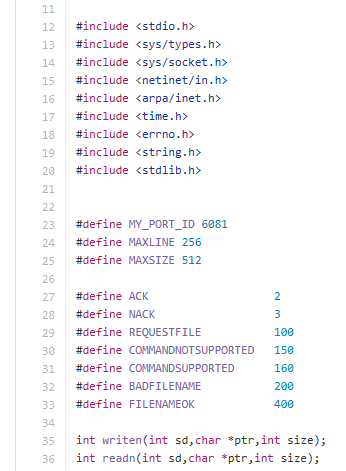 11
12 #include <stdio.h>
13 #include <sys/types.h>
14 #include <sys/socket.h>
15 #include <netinet/in.h>
16 #include <arpa/inet.h>
17 #include <time.h>
18 #include <errno.h>
19 #include <string.h>
20 #include <stdlib.h>
21
22
23 #define MY_PORT_ID 6081
24 #define MAXLINE 256
25 #define MAXSIZE 512
26
27 #define ACK 2
28 #define NACK 3
29 #define REQUESTFILE 100
30 #define COMMANDNOTSUPPORTED 150
31 #define COMMANDSUPPORTED 160
32 #define BADFILENAME 200
33 #define FILENAMEOK 400
34
35 int writen(int sd,char *ptr,int size);
36 int readn(int sd,char *ptr,int size);